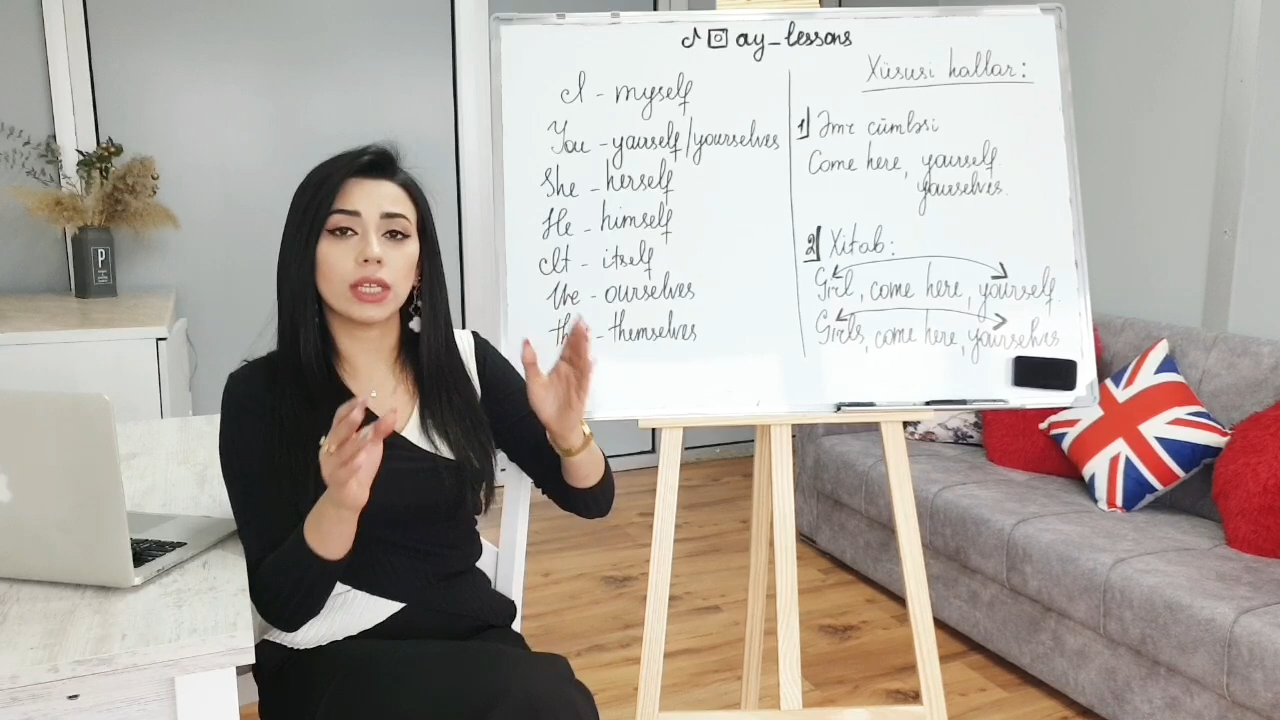 ay_lessons
I - myself
You - yourself/yourselves
She - herself
He - himself
It - itself
We - ourselves
the - themselves
Xüsusi hallar:
1) Əmr cümləsi
Come here, yourself
yourselves.
2) Xitab:
Girl, come here, yourself.
Girls, come here, yourselves
P